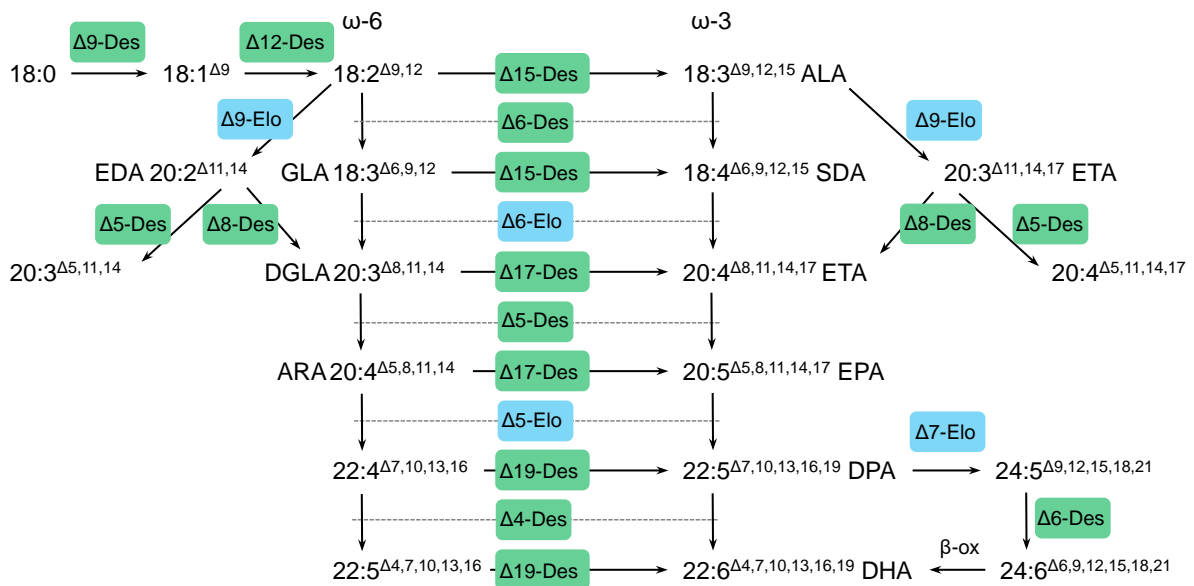 ω-6 ω-3
Δ9-Des Δ12-Des
18:0 18:1Δ9 18:2Δ9,12 Δ15-Des 18:3Δ9,12,15 ALA
Δ9-Elo Δ6-Des Δ9-Elo
EDA 20:2Δ11,14 GLA 18:3Δ6,9,12 Δ15-Des 18:4Δ6,9,12,15 SDA 20:3Δ11,14,17 ETA
Δ5-Des Δ8-Des Δ6-Elo Δ8-Des Δ5-Des
20:3Δ5,11,14 DGLA 20:3Δ8,11,14 Δ17-Des 20:4Δ8,11,14,17 ETA 20:4Δ5,11,14,17
Δ5-Des
ARA 20:4Δ5,8,11,14 Δ17-Des 20:5Δ5,8,11,14,17 EPA
Δ5-Elo Δ7-Elo
22:4Δ7,10,13,16 Δ19-Des 22:5Δ7,10,13,16,19 DPA 24:5Δ9,12,15,18,21
Δ4-Des Δ6-Des
β-ox
22:5Δ4,7,10,13,16 Δ19-Des 22:6Δ4,7,10,13,16,19 DHA 24:6Δ6,9,12,15,18,21